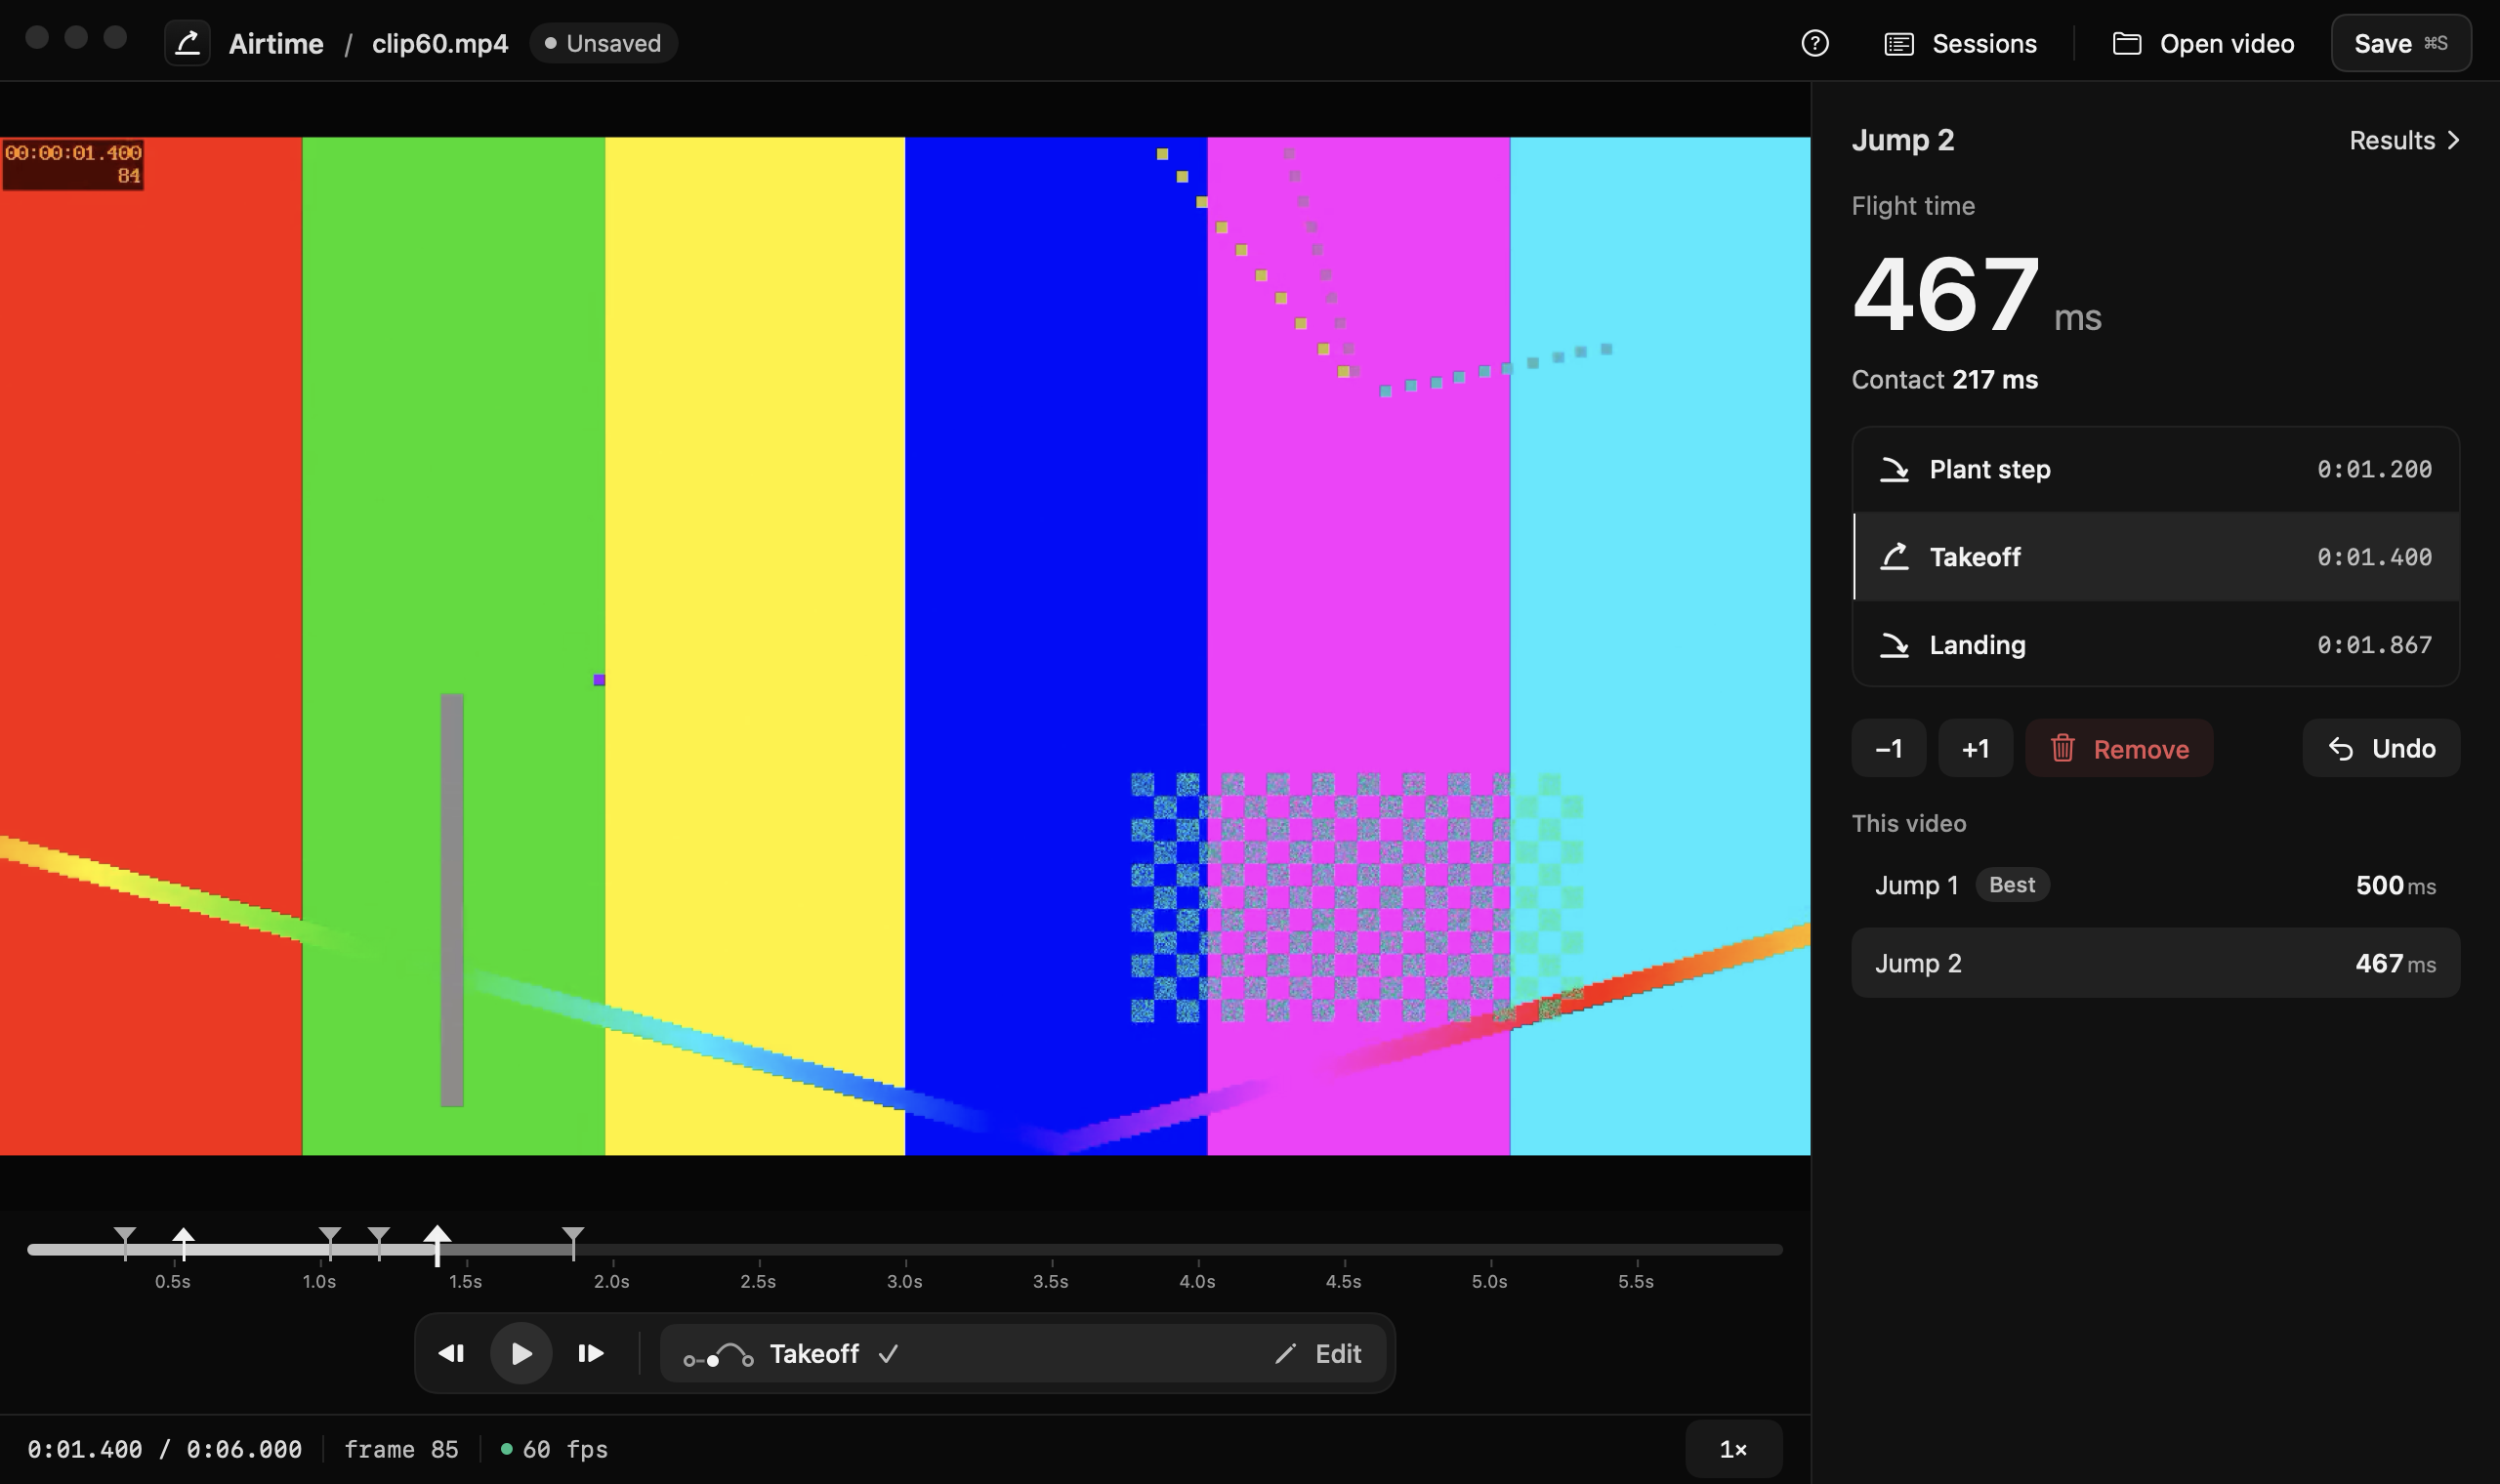 Airtime / clip60.mp4 Unsaved
Sessions Open video Save ⌘S
00:00:01.400
84
Jump 2 Results
Flight time
467 ms
Contact 217 ms
Plant step 0:01.200
Takeoff 0:01.400
Landing 0:01.867
−1 +1 Remove Undo
This video
Jump 1 Best 500 ms
Jump 2 467 ms
0.5s 1.0s 1.5s 2.0s 2.5s 3.0s 3.5s 4.0s 4.5s 5.0s 5.5s
Takeoff Edit
0:01.400 / 0:06.000 frame 85 60 fps 1×